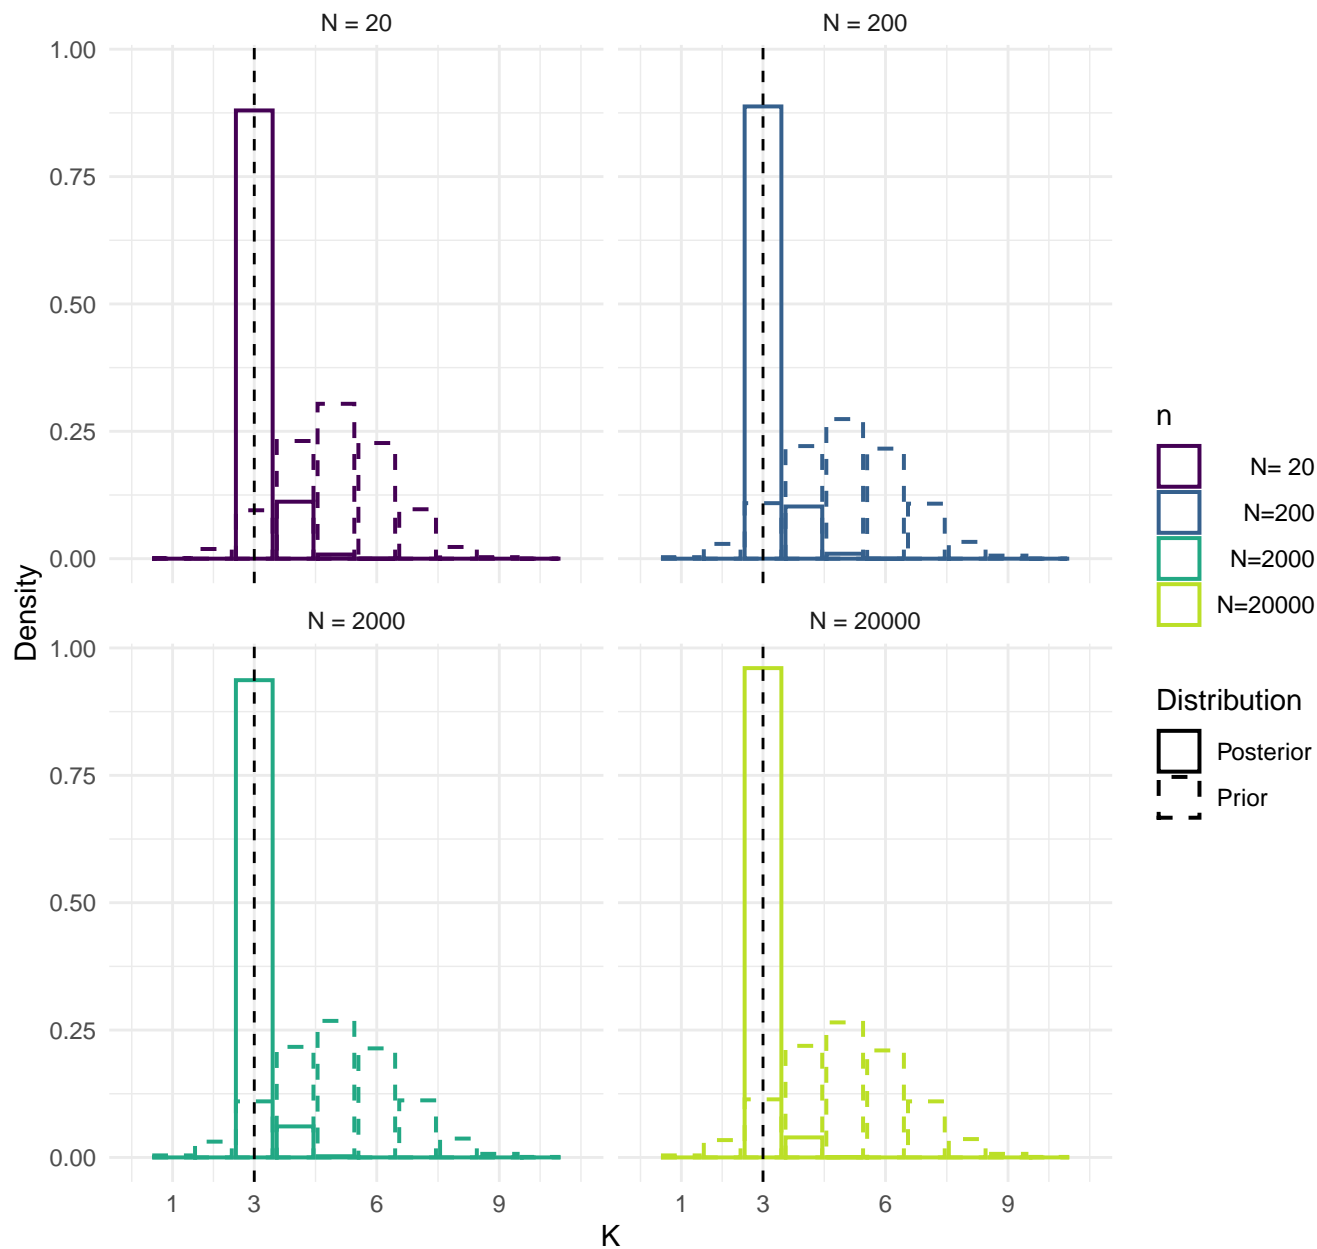 N = 20
N = 200
1.00
0.75
0.50
0.25
0.00
N = 2000
N = 20000
1.00
0.75
0.50
0.25
0.00
1 3 6 9
1 3 6 9
K
Density
n
N= 20
N=200
N=2000
N=20000
Distribution
Posterior
Prior